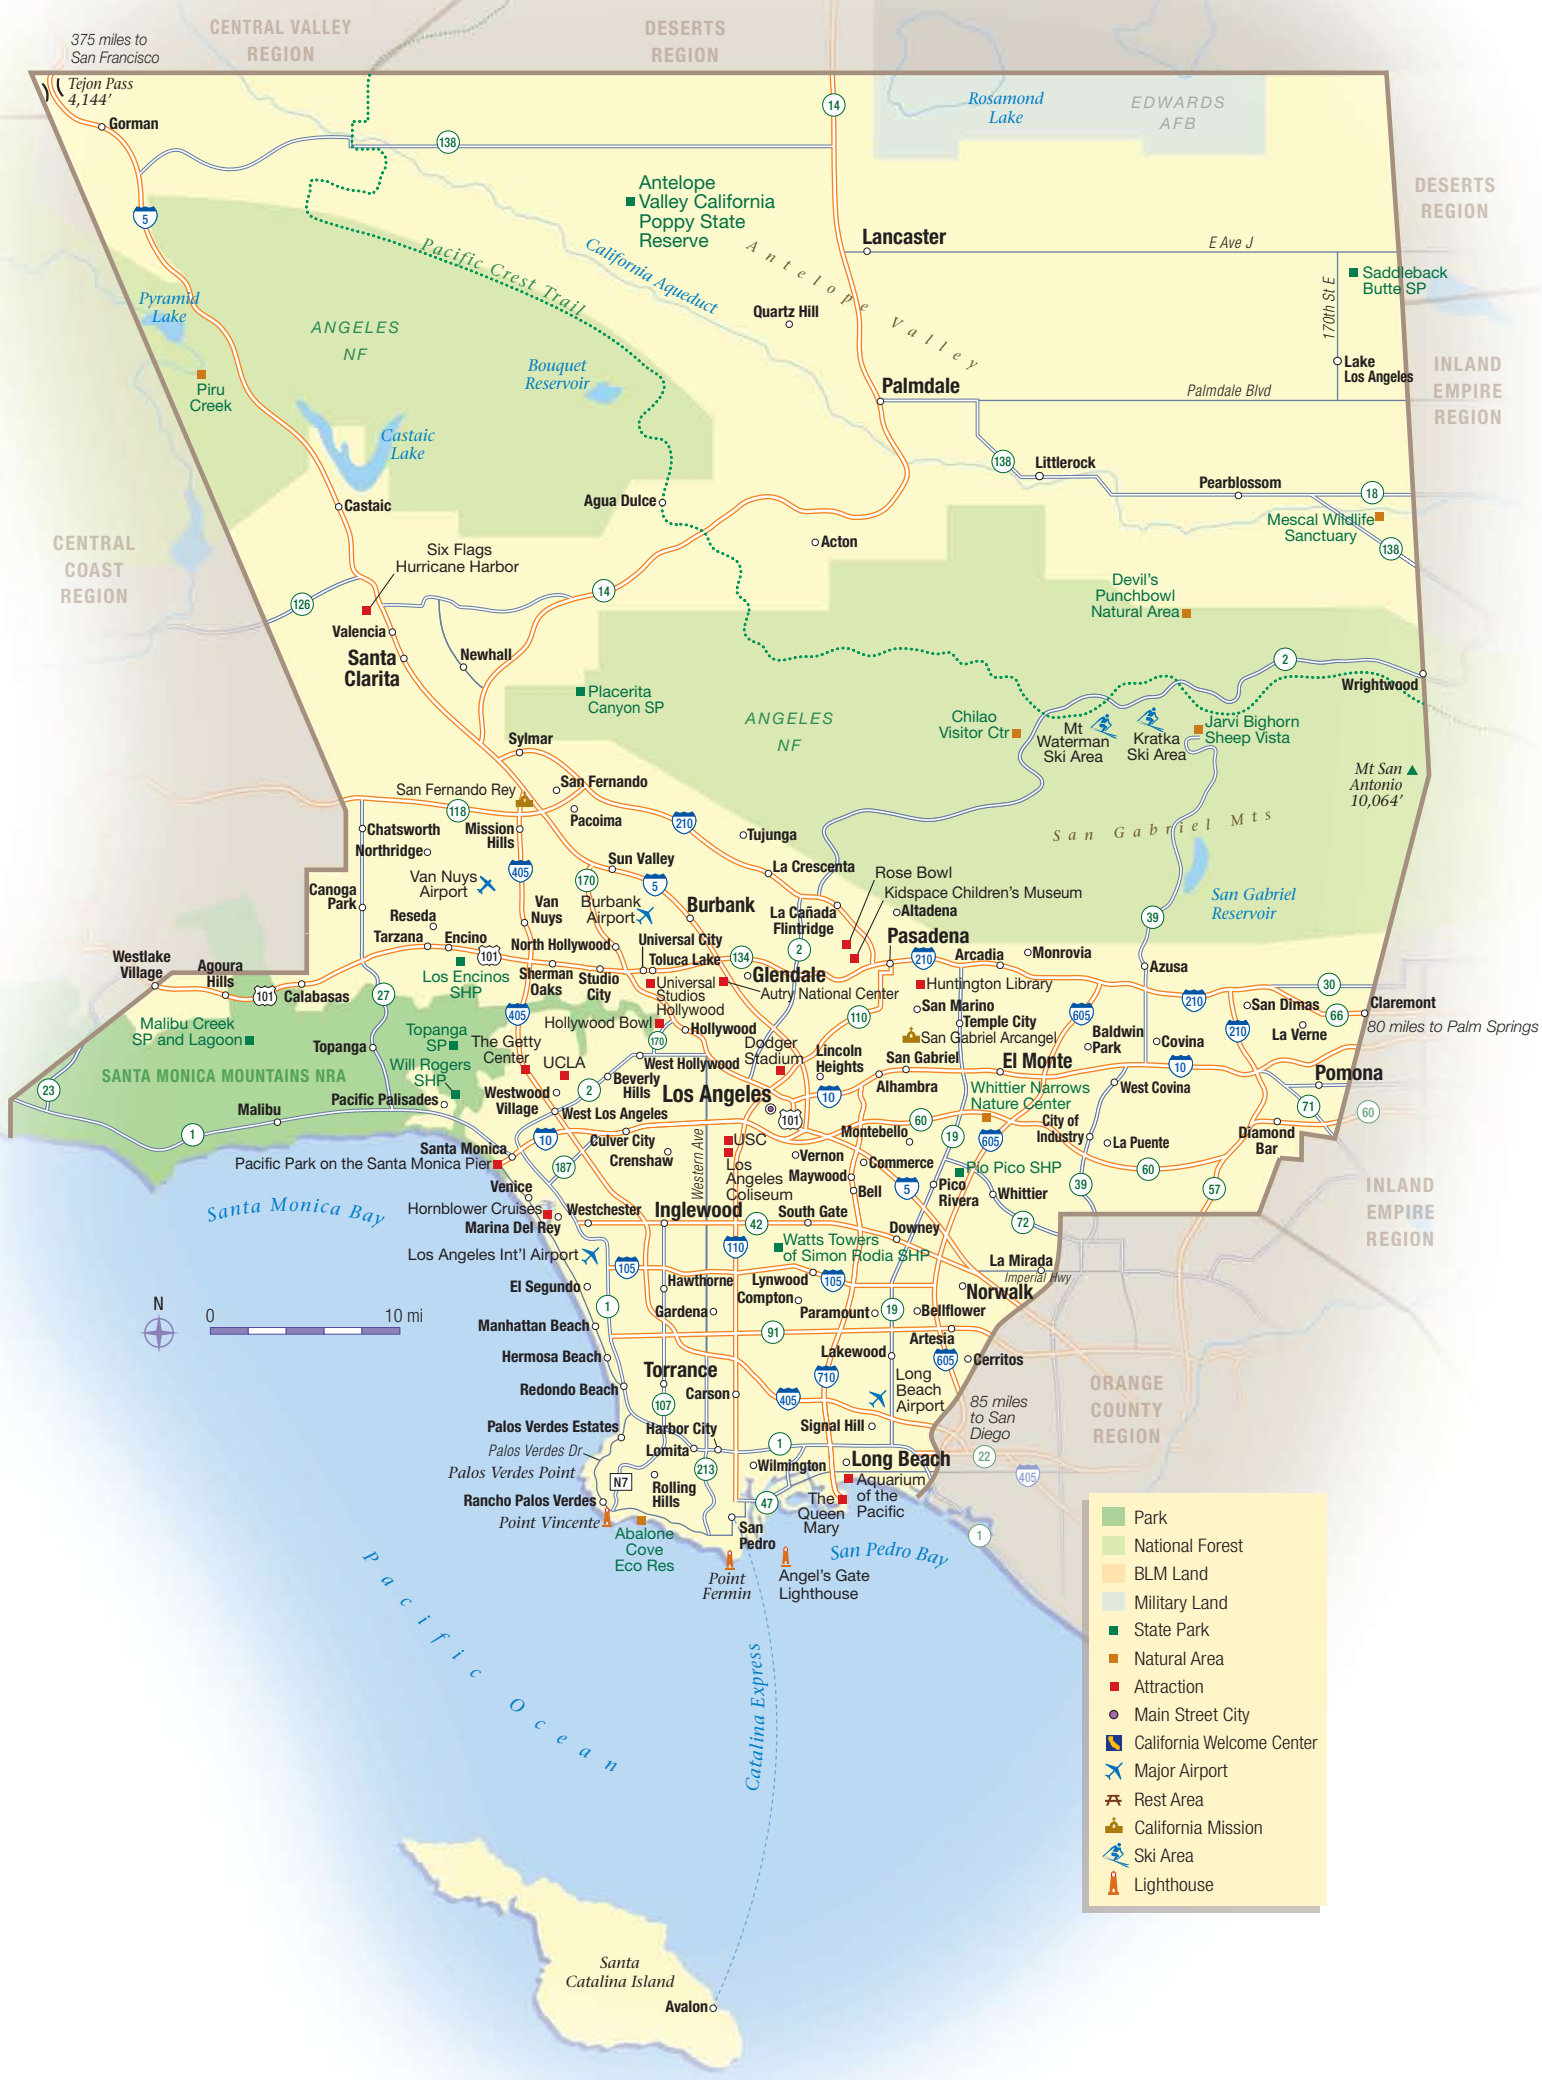 375 miles to
San Francisco
CENTRAL VALLEY
REGION
DESERTS
REGION
Tejon Pass
4,144’
Gorman
138
14
Rosamond
Lake
EDWARDS
AFB
DESERTS
REGION
5
Antelope
Valley California
Poppy State
Reserve
Pacific Crest Trail
California Aqueduct
Antelope Valley
Lancaster
E Ave J
170th St E
Saddleback
Butte SP
Pyramid
Lake
ANGELES
NF
Quartz Hill
Bouquet
Reservoir
Lake
Los Angeles
INLAND
EMPIRE
REGION
Piru
Creek
Palmdale
Palmdale Blvd
Castaic
Lake
138
Littlerock
Pearblossom
18
Castaic
Agua Dulce
Mescal Wildlife
Sanctuary
138
CENTRAL
COAST
REGION
Six Flags
Hurricane Harbor
Acton
Devil’s
Punchbowl
Natural Area
126
14
Valencia
Santa
Clarita
Newhall
2
Wrightwood
Placerita
Canyon SP
ANGELES
NF
Chilao
Visitor Ctr
Mt
Waterman
Ski Area
Kratka
Ski Area
Jarvi Bighorn
Sheep Vista
Sylmar
Mt San
Antonio
10,064’
San Fernando Rey
San Fernando
118
Pacoima
210
Tujunga
San Gabriel Mts
Chatsworth
Mission
Hills
Northridge
Sun Valley
La Crescenta
Rose Bowl
Kidspace Children’s Museum
Van Nuys
Airport
405
170
5
Canoga
Park
Van
Nuys
Burbank
Airport
Burbank
La Cañada
Flintridge
Altadena
San Gabriel
Reservoir
39
Reseda
Tarzana
Encino
101
North Hollywood
Universal City
Toluca Lake
134
2
Pasadena
210
Arcadia
Monrovia
Azusa
Westlake
Village
Agoura
Hills
101
Calabasas
27
Los Encinos
SHP
Sherman
Oaks
Studio
City
Universal
Studios
Hollywood
Glendale
Autry National Center
Huntington Library
San Marino
605
210
San Dimas
30
66
Claremont
80 miles to Palm Springs
Malibu Creek
SP and Lagoon
Topanga
SP
405
Hollywood Bowl
Hollywood
170
110
Temple City
San Gabriel Arcangel
Baldwin
Park
Covina
210
La Verne
Topanga
The Getty
Center
UCLA
West Hollywood
Dodger
Stadium
Lincoln
Heights
San Gabriel
El Monte
10
SANTA MONICA MOUNTAINS NRA
Will Rogers
SHP
23
Pacific Palisades
Westwood
Village
2
Beverly
Hills
Los Angeles
10
Alhambra
Whittier Narrows
Nature Center
West Covina
Pomona
Malibu
1
West Los Angeles
101
60
19
605
City of
Industry
71
60
Santa Monica
10
Culver City
Crenshaw
Western Ave
USC
Montebello
La Puente
Diamond
Bar
Pacific Park on the Santa Monica Pier
187
Los
Angeles
Coliseum
Vernon
Commerce
Pio Pico SHP
60
Santa Monica Bay
Venice
Maywood
Bell
5
Pico
Rivera
Whittier
39
57
Hornblower Cruises
Marina Del Rey
Westchester
Inglewood
42
South Gate
Downey
72
INLAND
EMPIRE
REGION
Los Angeles Int’l Airport
105
110
Watts Towers
of Simon Rodia SHP
La Mirada
Imperial Hwy
El Segundo
Hawthorne
Lynwood
105
Norwalk
Compton
N
0
10 mi
1
Gardena
Paramount
19
Bellflower
Manhattan Beach
91
Artesia
Hermosa Beach
Lakewood
605
Cerritos
Torrance
710
Redondo Beach
107
Carson
405
Long
Beach
Airport
ORANGE
COUNTY
REGION
85 miles
to San
Diego
Palos Verdes Estates
Harbor City
Signal Hill
Palos Verdes Dr
Lomita
1
22
405
Palos Verdes Point
N7
213
Wilmington
Long Beach
Rolling
Hills
Aquarium
of the
Pacific
Rancho Palos Verdes
47
The
Queen
Mary
Point Vincente
Abalone
Cove
Eco Res
San
Pedro
San Pedro Bay
1
Point
Fermin
Angel’s Gate
Lighthouse
Pacific Ocean
Catalina Express
Santa
Catalina Island
Avalon
Park
National Forest
BLM Land
Military Land
State Park
Natural Area
Attraction
Main Street City
California Welcome Center
Major Airport
Rest Area
California Mission
Ski Area
Lighthouse